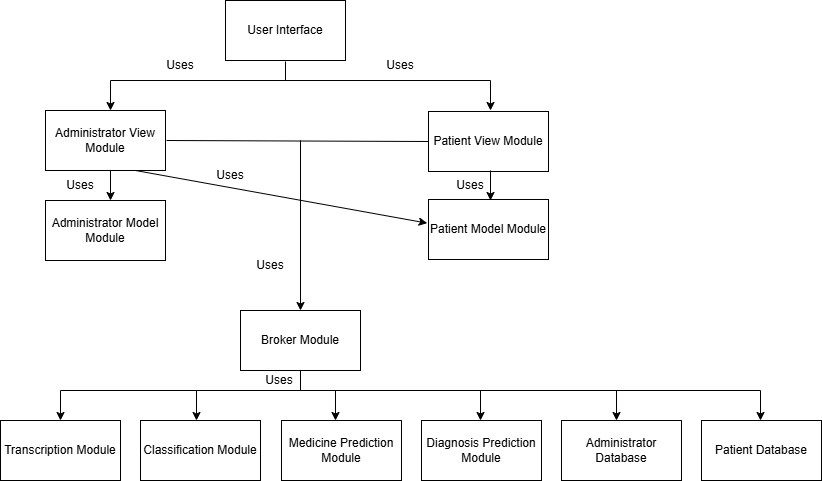 User Interface
Uses
Uses
Administrator View
Module
Patient View Module
Uses
Uses
Uses
Administrator Model
Module
Patient Model Module
Uses
Broker Module
Uses
Transcription Module
Classification Module
Medicine Prediction
Module
Diagnosis Prediction
Module
Administrator
Database
Patient Database